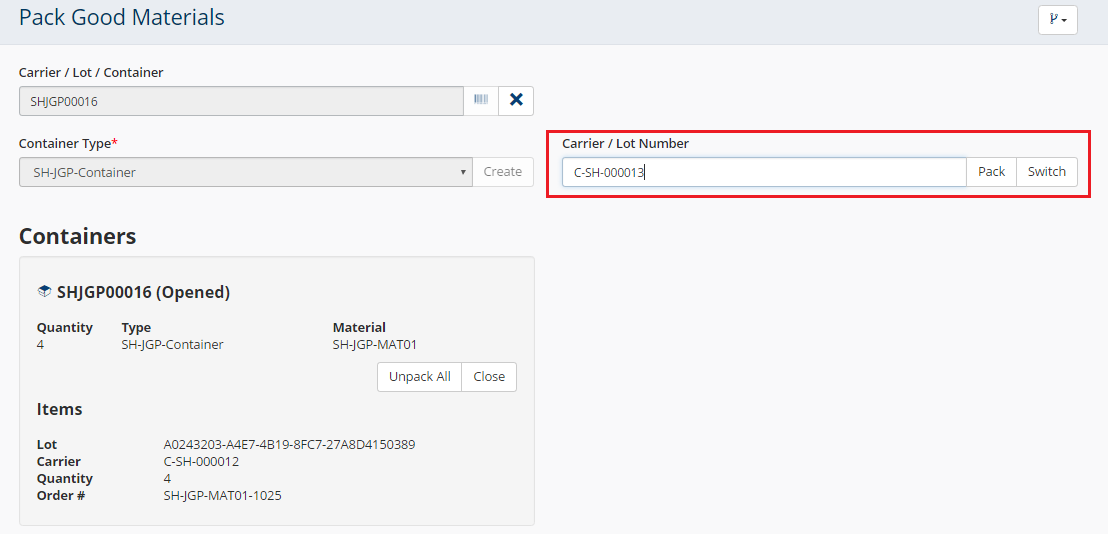 Pack Good Materials
Carrier / Lot / Container
SHJGP00016
Container Type*
SH-JGP-Container
Create
Carrier / Lot Number
C-SH-000013
Pack
Switch
Containers
SHJGP00016 (Opened)
Quantity Type Material
4 SH-JGP-Container SH-JGP-MAT01
Unpack All
Close
Items
Lot A0243203-A4E7-4B19-8FC7-27A8D4150389
Carrier C-SH-000012
Quantity 4
Order # SH-JGP-MAT01-1025